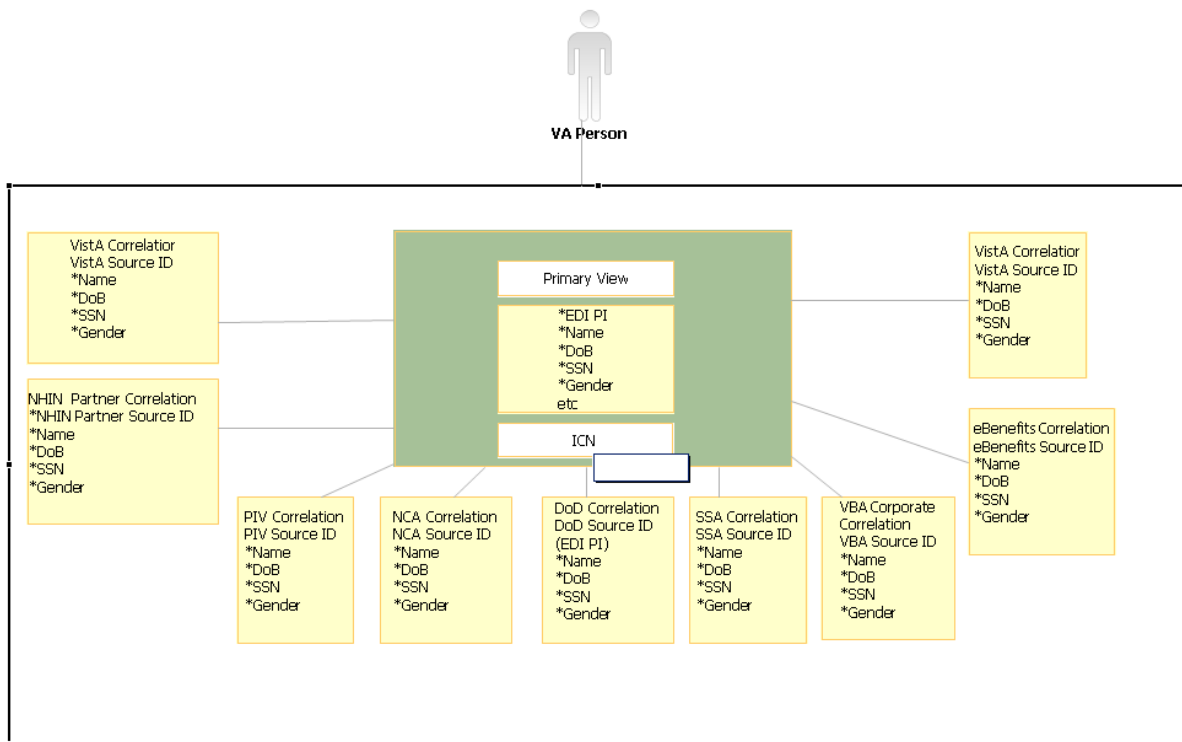 VA Person
VistA Correlatior
VistA Source ID
*Name
*DoB
*SSN
*Gender
NHIN  Partner Correlation
*NHIN Partner Source ID
*Name
*DoB
*SSN
*Gender
Primary View
*EDI PI
*Name
*DoB
*SSN
*Gender
etc
ICN
VistA Correlatior
VistA Source ID
*Name
*DoB
*SSN
*Gender
eBenefits Correlation
eBenefits Source ID
*Name
*DoB
*SSN
*Gender
PIV Correlation
PIV Source ID
*Name
*DoB
*SSN
*Gender
NCA Correlation
NCA Source ID
*Name
*DoB
*SSN
*Gender
DoD Correlation
DoD Source ID
(EDI PI)
*Name
*DoB
*SSN
*Gender
SSA Correlation
SSA Source ID
*Name
*DoB
*SSN
*Gender
VBA Corporate
Correlation
VBA Source ID
*Name
*DoB
*SSN
*Gender